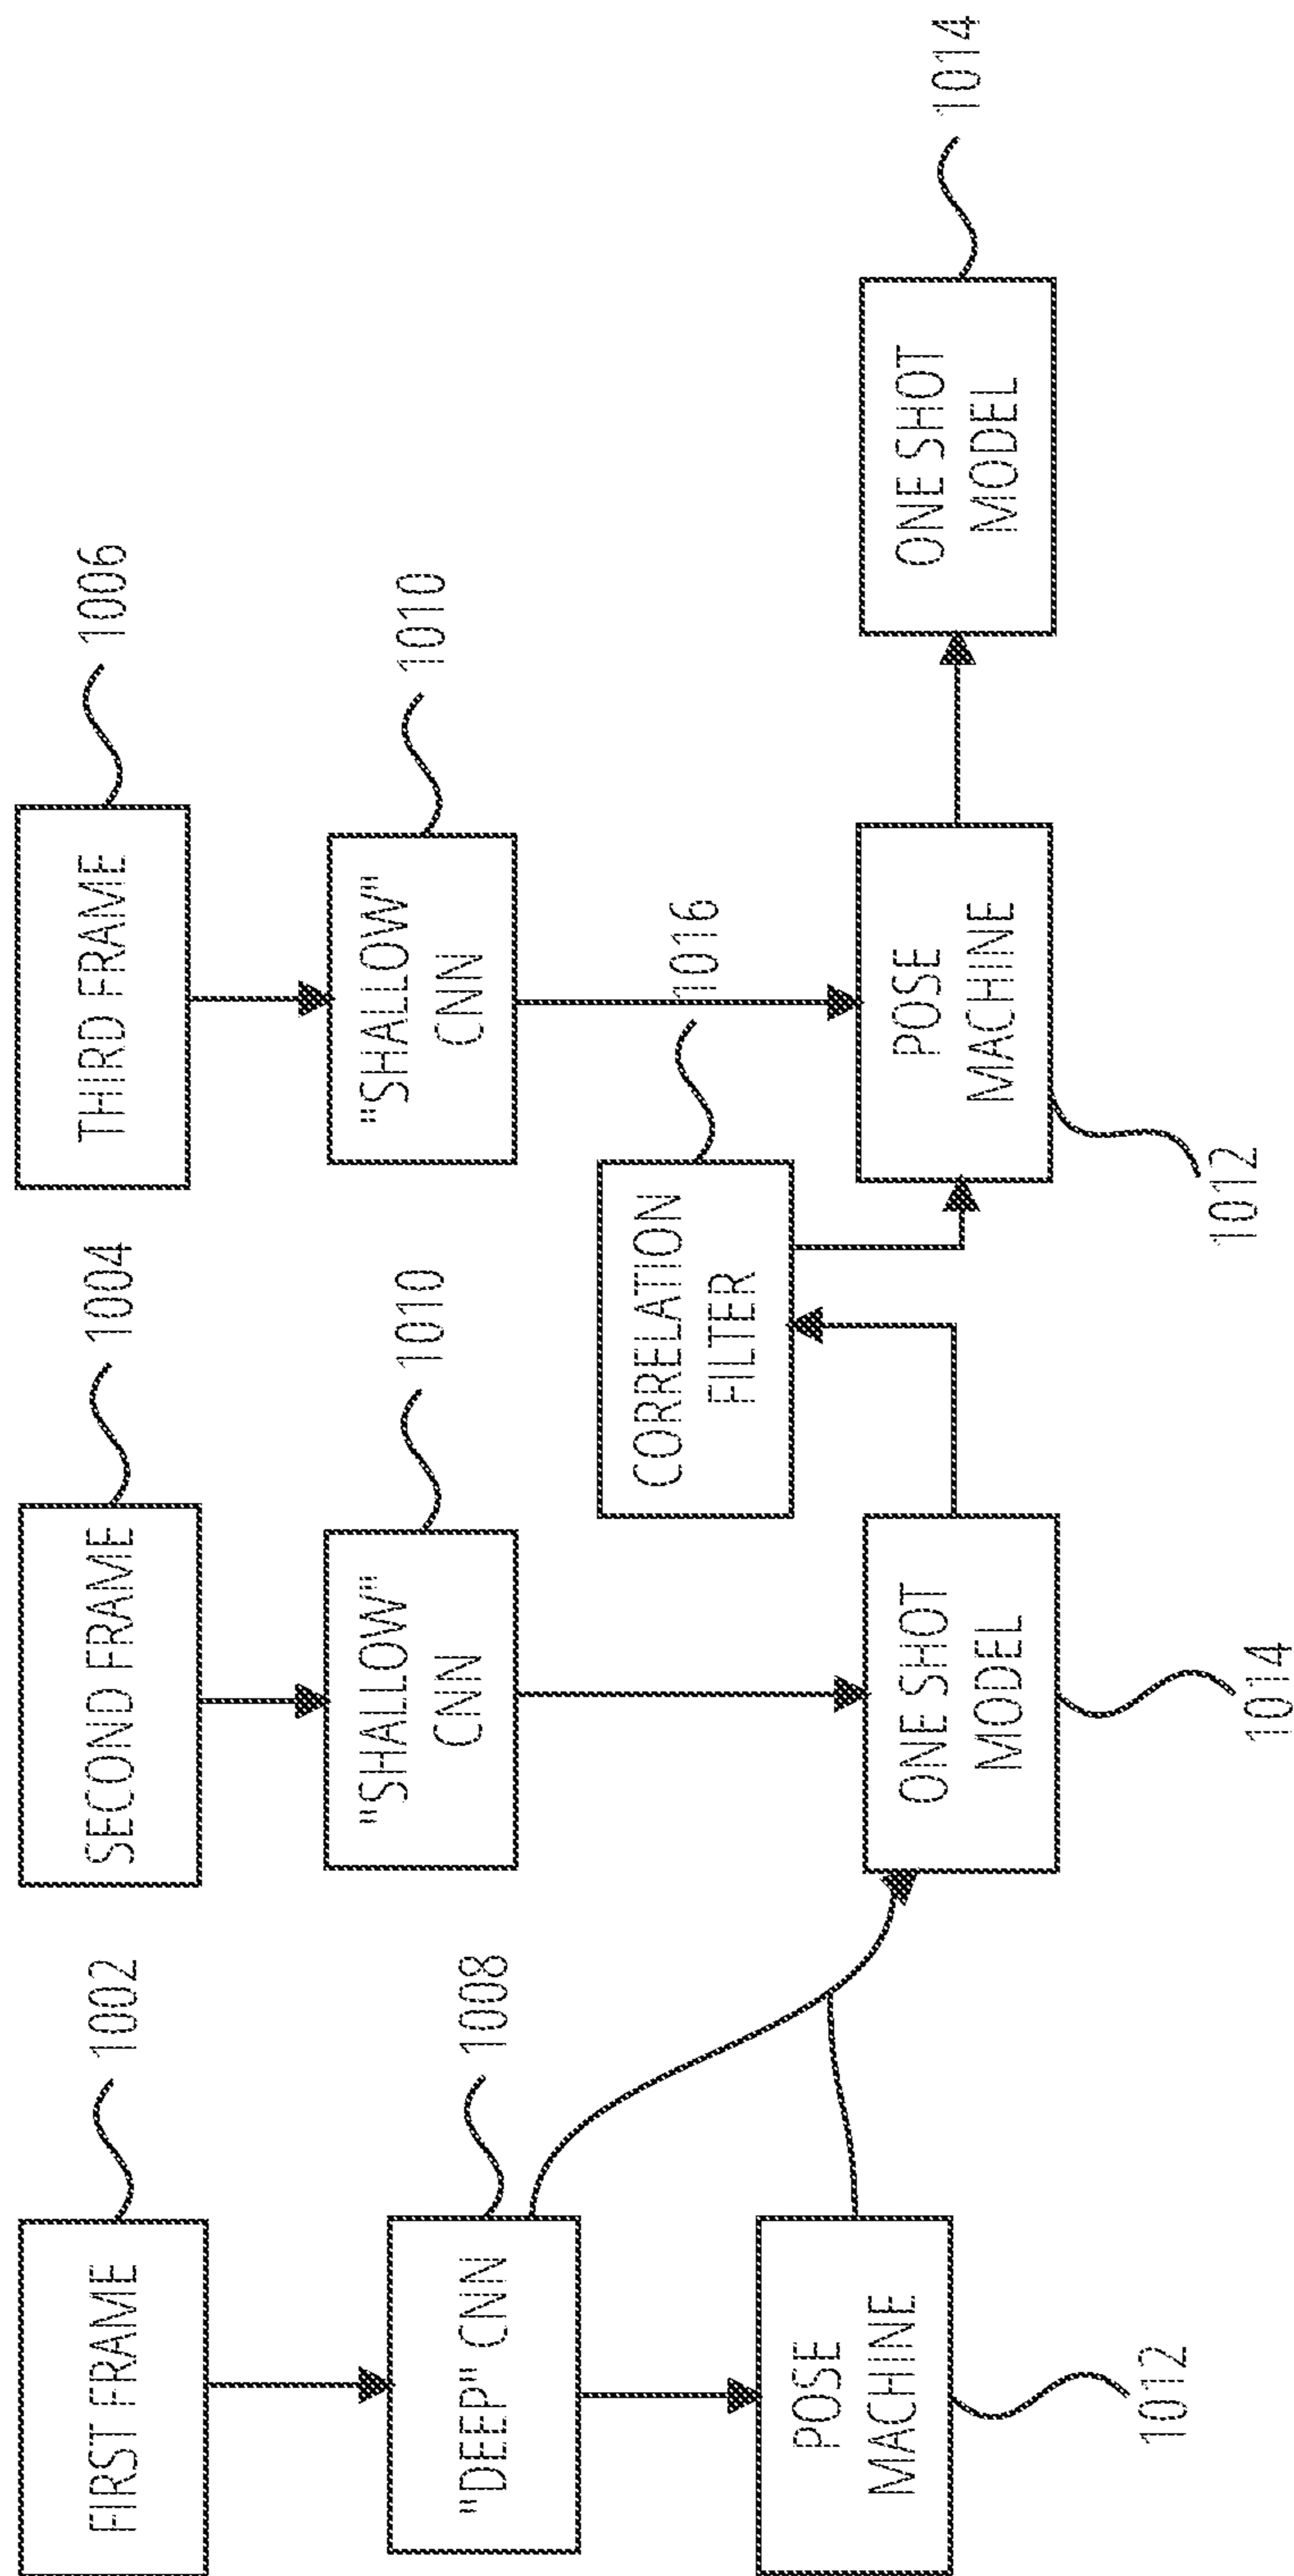 FIRST FRAME
1002
SECOND FRAME
1004
THIRD FRAME
1006
"DEEP" CNN
1008
"SHALLOW"
CNN
1010
"SHALLOW"
CNN
1010
CORRELATION
FILTER
1016
POSE
MACHINE
1012
ONE SHOT
MODEL
1014
POSE
MACHINE
1012
ONE SHOT
MODEL
1014